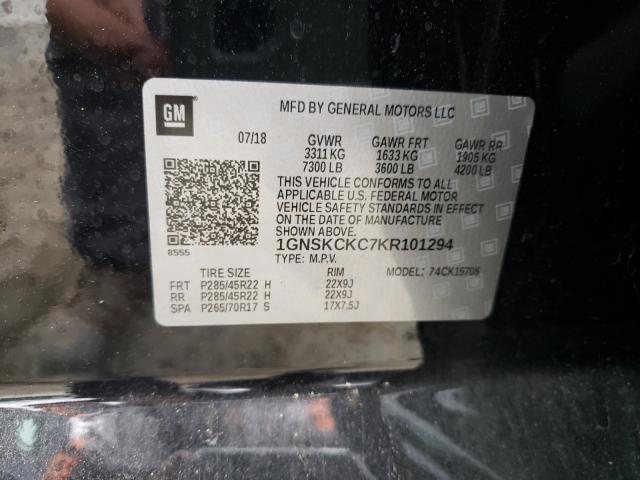 GM
MFD BY GENERAL MOTORS LLC
07/18 GVWR GAWR FRT GAWR RR
3311 KG 1633 KG 1905 KG
7300 LB 3600 LB 4200 LB
THIS VEHICLE CONFORMS TO ALL
APPLICABLE U.S. FEDERAL MOTOR
VEHICLE SAFETY STANDARDS IN EFFECT
ON THE DATE OF MANUFACTURE
SHOWN ABOVE.
8555 1GNSKCKC7KR101294
TYPE: M.P.V. MODEL: 74CK15706
TIRE SIZE RIM
FRT P285/45R22 H 22X9J
RR P285/45R22 H 22X9J
SPA P265/70R17 S 17X7.5J